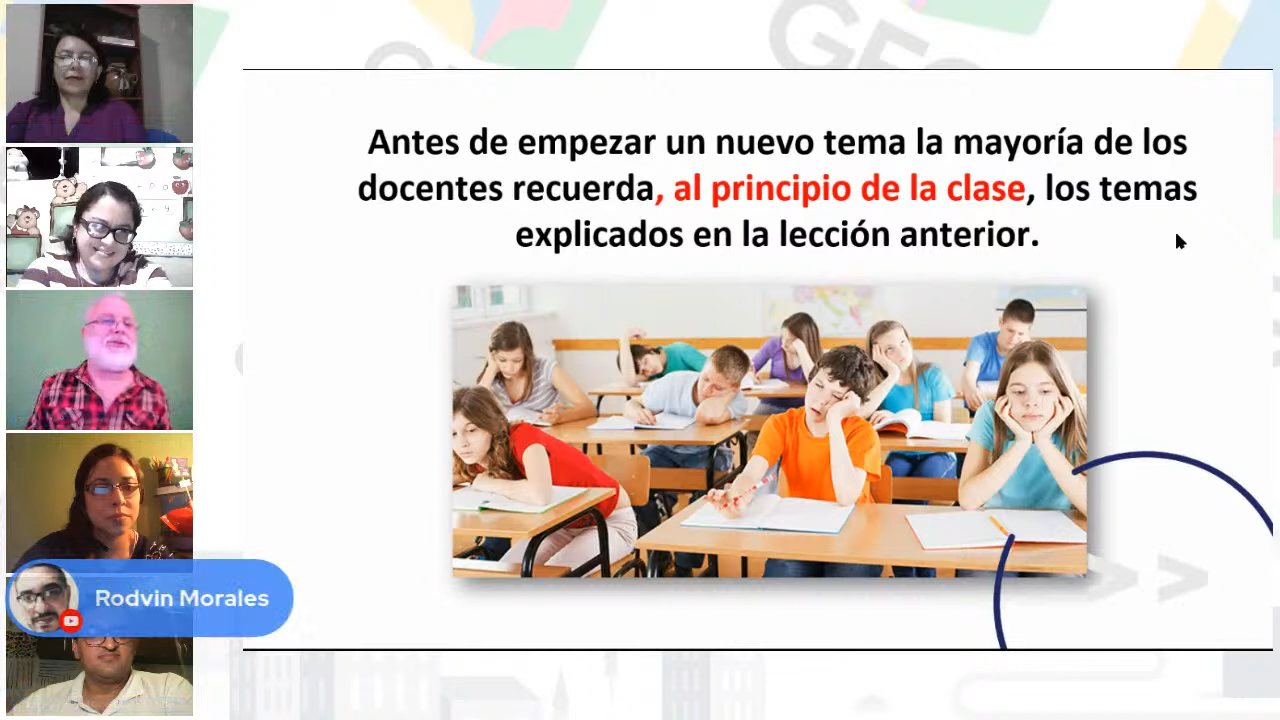 Antes de empezar un nuevo tema la mayoría de los
docentes recuerda, al principio de la clase, los temas
explicados en la lección anterior.
Rodvin Morales